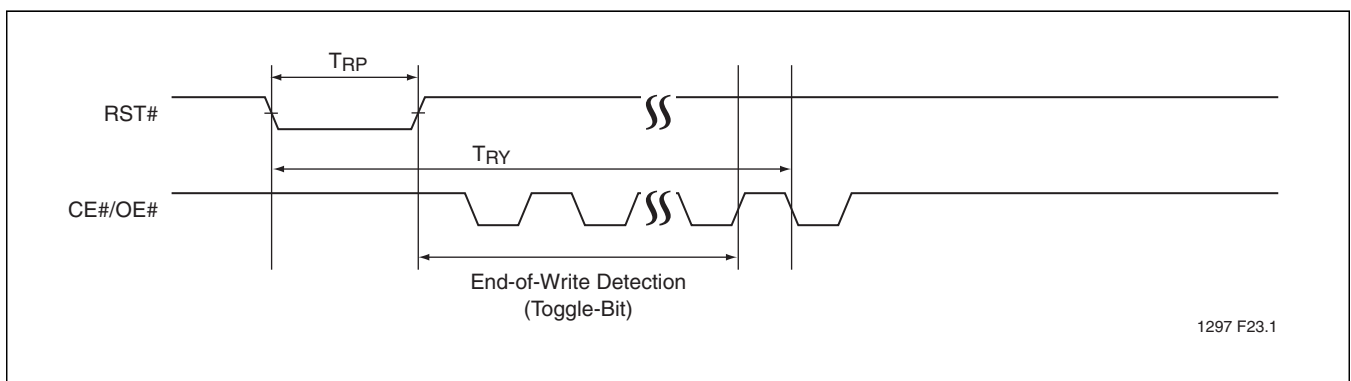 TRP
RST#
TRY
CE#/OE#
End-of-Write Detection
(Toggle-Bit)
1297 F23.1